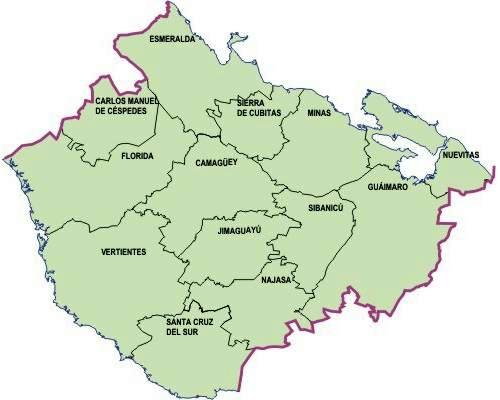 ESMERALDA
CARLOS MANUEL
DE CÉSPEDES
SIERRA
DE CUBITAS
MINAS
FLORIDA
CAMAGÜEY
NUEVITAS
GUÁIMARO
SIBANICÚ
JIMAGUAYÚ
VERTIENTES
NAJASA
SANTA CRUZ
DEL SUR